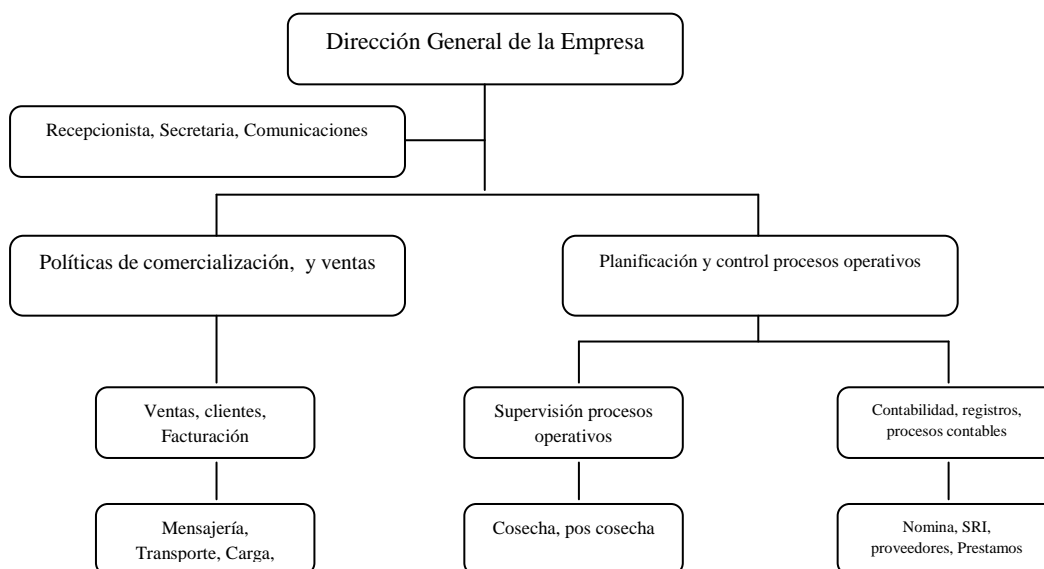 Dirección General de la Empresa
Recepcionista, Secretaria, Comunicaciones
Políticas de comercialización, y ventas
Planificación y control procesos operativos
Ventas, clientes,
Facturación
Supervisión procesos
operativos
Contabilidad, registros,
procesos contables
Mensajería,
Transporte, Carga,
Cosecha, pos cosecha
Nomina, SRI,
proveedores, Prestamos